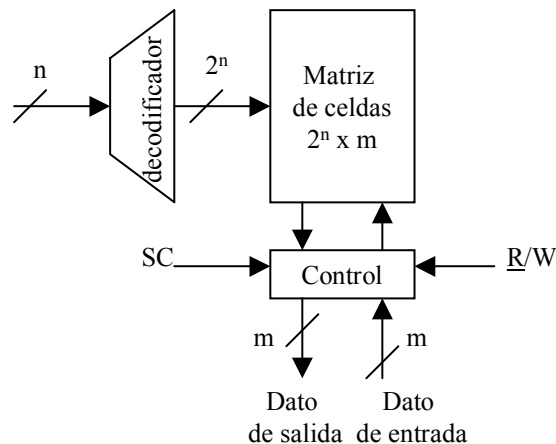 n
decodificador
2ⁿ
Matriz
de celdas
2ⁿ x m
SC
Control
R/W
m
m
Dato
de salida
Dato
de entrada